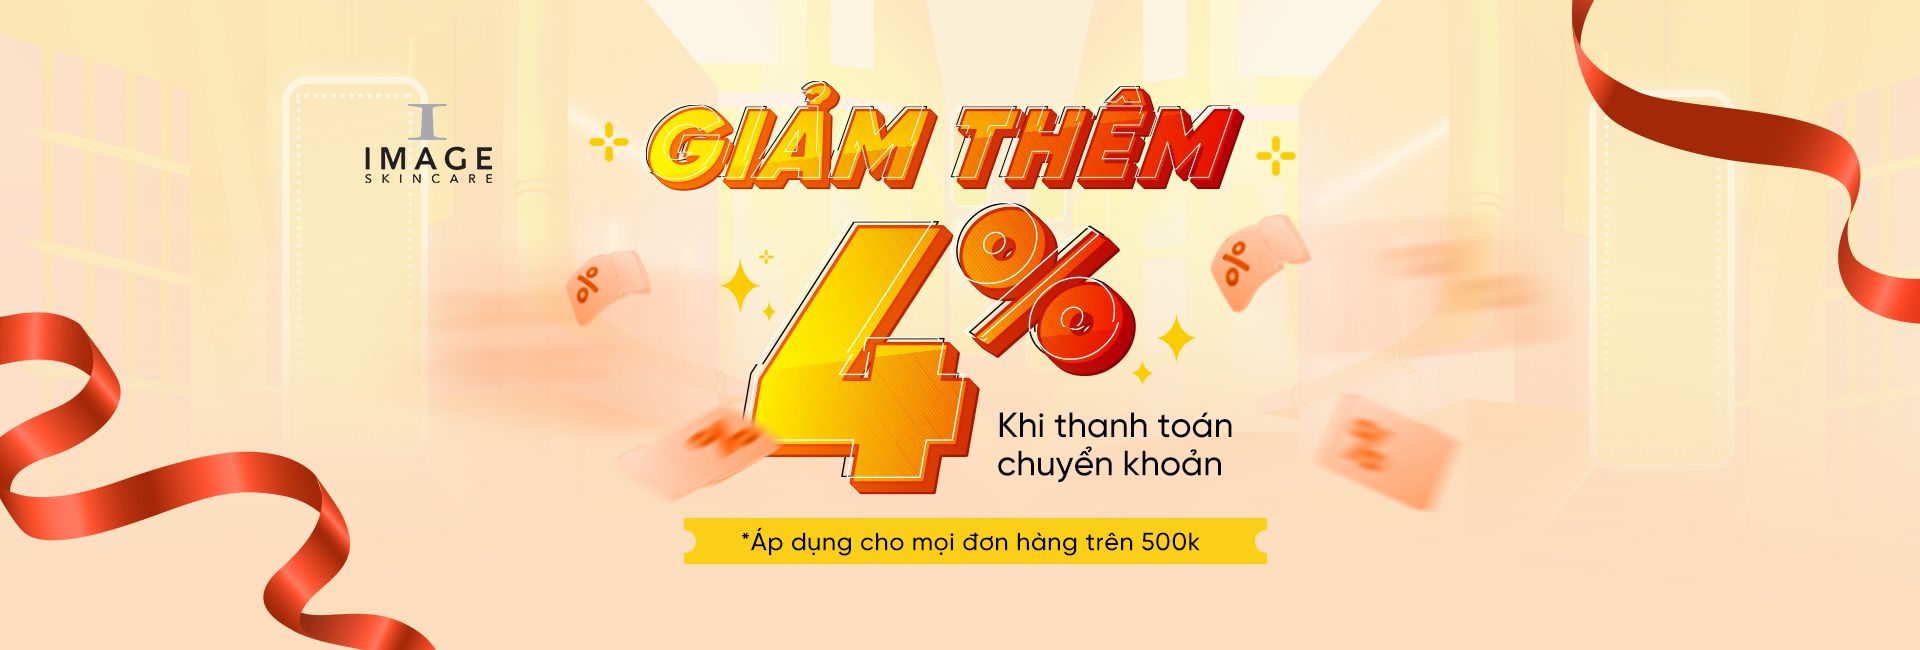 I
IMAGE
SKINCARE
GIẢM THÊM
4%
Khi thanh toán
chuyển khoản
*Áp dụng cho mọi đơn hàng trên 500k
%
%
%
%